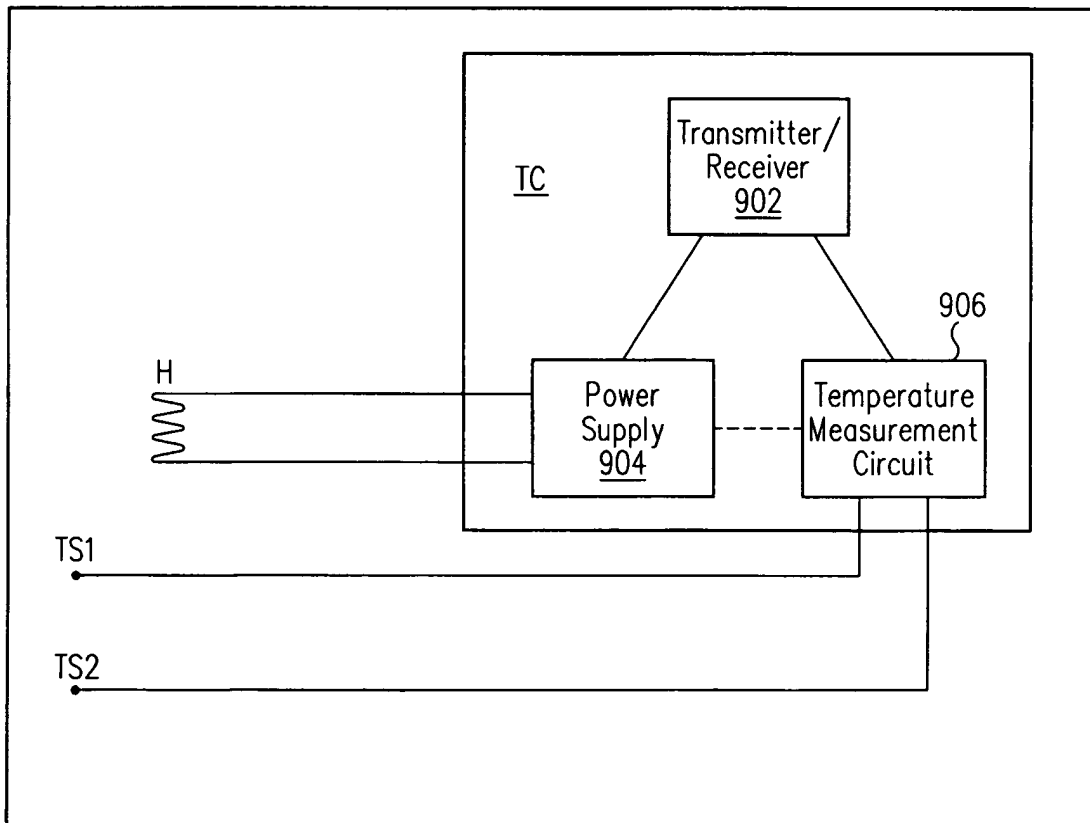 Transmitter/
Receiver
902
TC
906
H
Power
Supply
904
Temperature
Measurement
Circuit
TS1
TS2